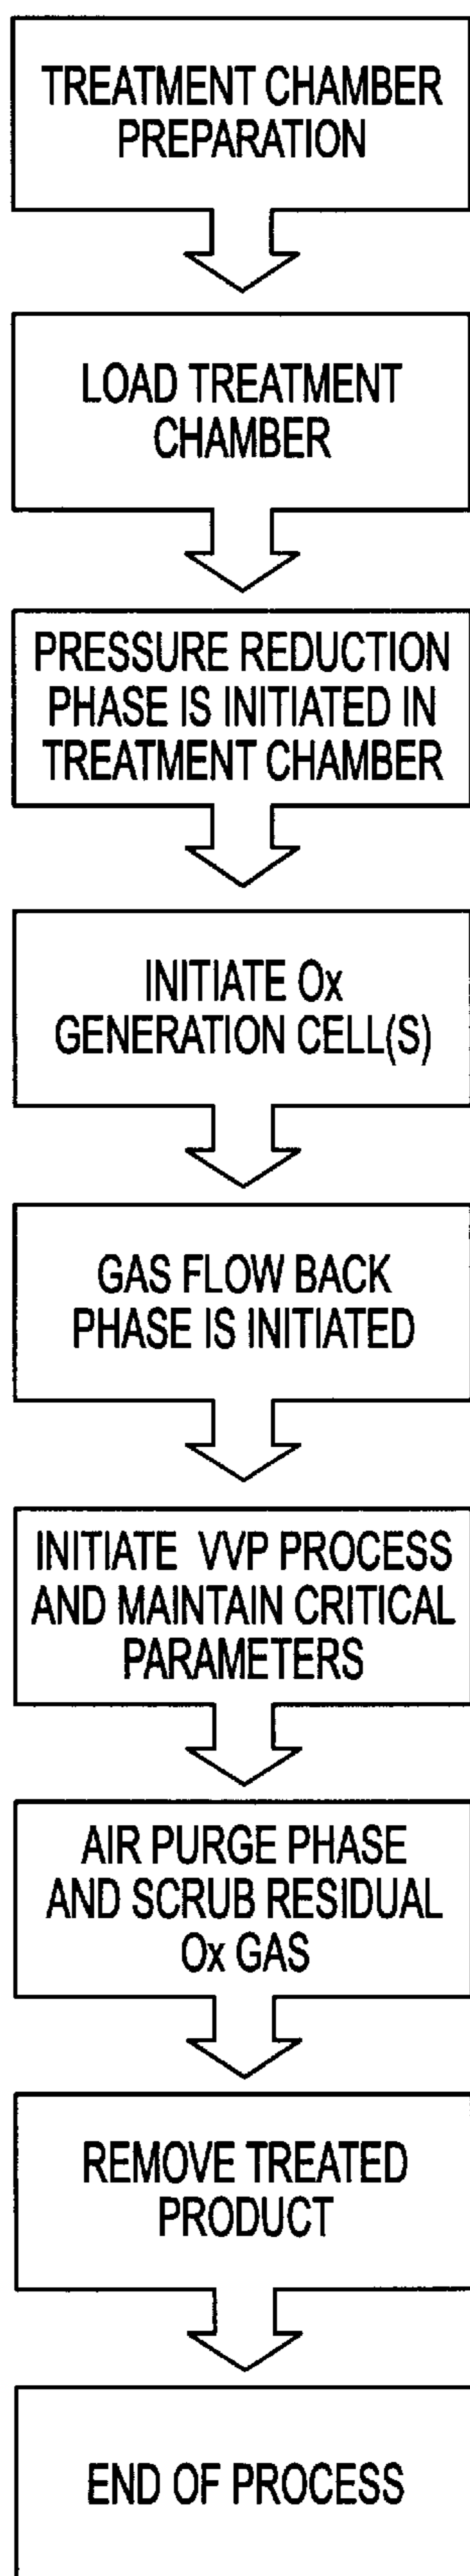 TREATMENT CHAMBER
PREPARATION
LOAD TREATMENT
CHAMBER
PRESSURE REDUCTION
PHASE IS INITIATED IN
TREATMENT CHAMBER
INITIATE Ox
GENERATION CELL(S)
GAS FLOW BACK
PHASE IS INITIATED
INITIATE VVP PROCESS
AND MAINTAIN CRITICAL
PARAMETERS
AIR PURGE PHASE
AND SCRUB RESIDUAL
Ox GAS
REMOVE TREATED
PRODUCT
END OF PROCESS